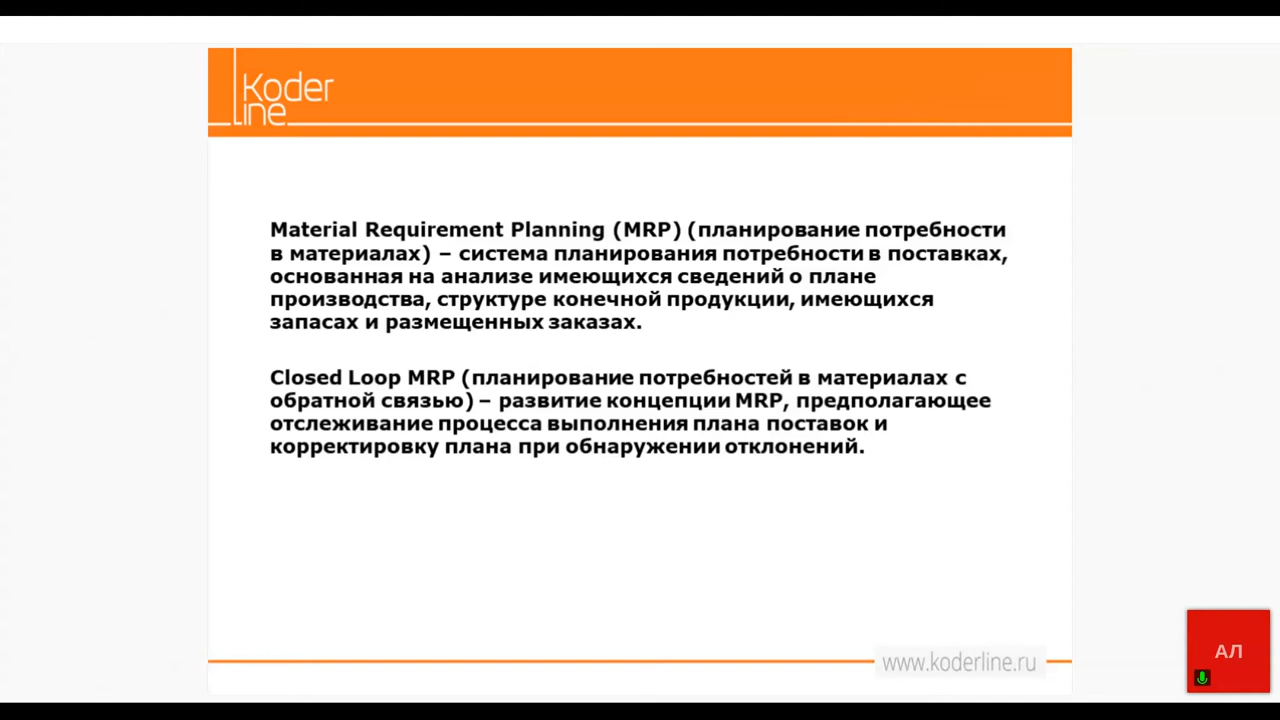 Koder
Line
Material Requirement Planning (MRP) (планирование потребности
в материалах) – система планирования потребности в поставках,
основанная на анализе имеющихся сведений о плане
производства, структуре конечной продукции, имеющихся
запасах и размещенных заказах.
Closed Loop MRP (планирование потребностей в материалах с
обратной связью) – развитие концепции MRP, предполагающее
отслеживание процесса выполнения плана поставок и
корректировку плана при обнаружении отклонений.
www.koderline.ru
АЛ